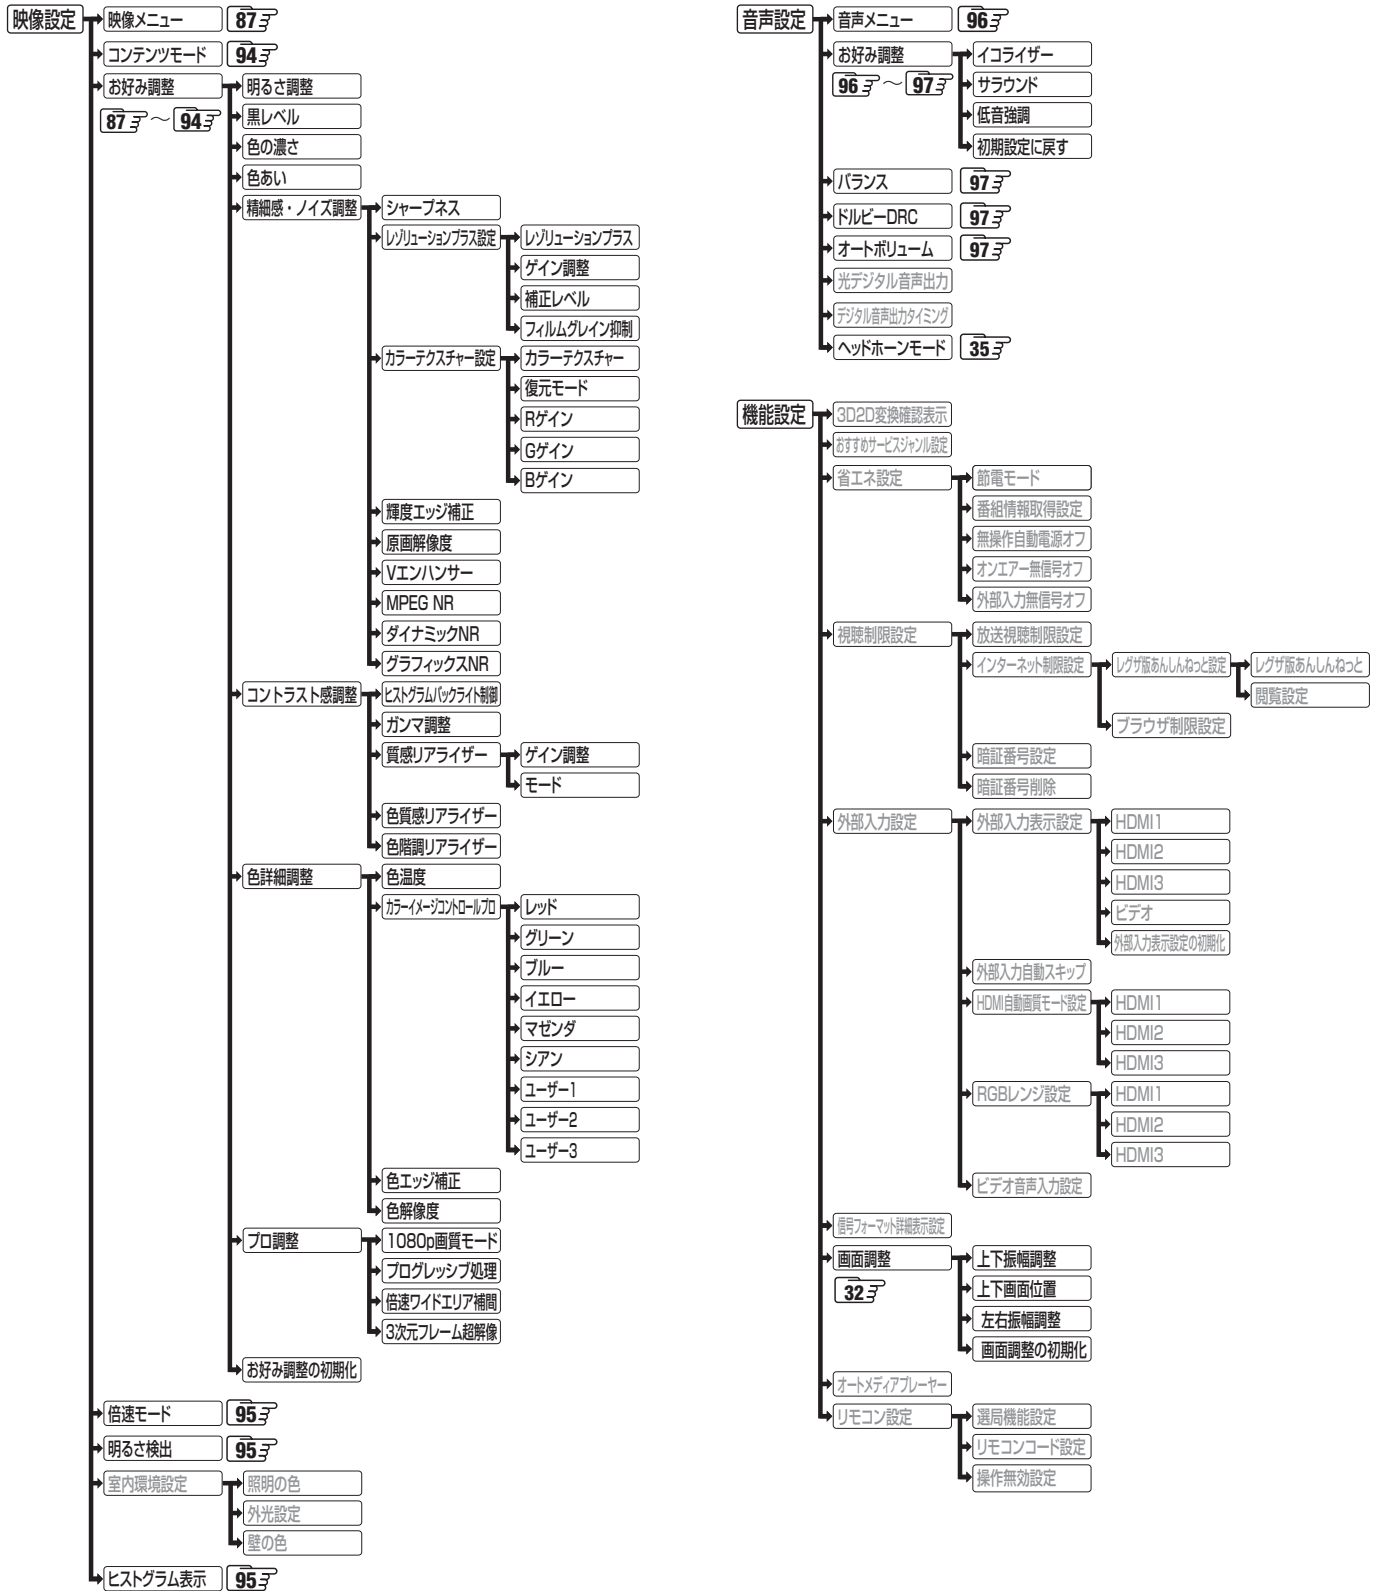 映像設定
映像メニュー 87
コンテンツモード 94
お好み調整
87 ～ 94
明るさ調整
黒レベル
色の濃さ
色あい
精細感・ノイズ調整
シャープネス
レゾリューションプラス設定
レゾリューションプラス
ゲイン調整
補正レベル
フィルムグレイン抑制
カラーテクスチャー設定
カラーテクスチャー
復元モード
Rゲイン
Gゲイン
Bゲイン
輝度エッジ補正
原画解像度
Vエンハンサー
MPEG NR
ダイナミックNR
グラフィックスNR
コントラスト感調整
ヒストグラムバックライト制御
ガンマ調整
質感リアライザー
ゲイン調整
モード
色質感リアライザー
色階調リアライザー
色詳細調整
色温度
カラーイメージコントロールプロ
レッド
グリーン
ブルー
イエロー
マゼンダ
シアン
ユーザー1
ユーザー2
ユーザー3
色エッジ補正
色解像度
プロ調整
1080p画質モード
プログレッシブ処理
倍速ワイドエリア補間
3次元フレーム超解像
お好み調整の初期化
倍速モード 95
明るさ検出 95
室内環境設定
照明の色
外光設定
壁の色
ヒストグラム表示 95
音声設定
音声メニュー 96
お好み調整
96 ～ 97
イコライザー
サラウンド
低音強調
初期設定に戻す
バランス 97
ドルビーDRC 97
オートボリューム 97
光デジタル音声出力
デジタル音声出力タイミング
ヘッドホーンモード 35
機能設定
3D2D変換確認表示
おすすめサービスジャンル設定
省エネ設定
節電モード
番組情報取得設定
無操作自動電源オフ
オンエアー無信号オフ
外部入力無信号オフ
視聴制限設定
放送視聴制限設定
インターネット制限設定
レグザ版あんしんねっと設定
レグザ版あんしんねっと
閲覧設定
ブラウザ制限設定
暗証番号設定
暗証番号削除
外部入力設定
外部入力表示設定
HDMI1
HDMI2
HDMI3
ビデオ
外部入力表示設定の初期化
外部入力自動スキップ
HDMI自動画質モード設定
HDMI1
HDMI2
HDMI3
RGBレンジ設定
HDMI1
HDMI2
HDMI3
ビデオ音声入力設定
信号フォーマット詳細表示設定
画面調整
32
上下振幅調整
上下画面位置
左右振幅調整
画面調整の初期化
オートメディアプレーヤー
リモコン設定
選局機能設定
リモコンコード設定
操作無効設定